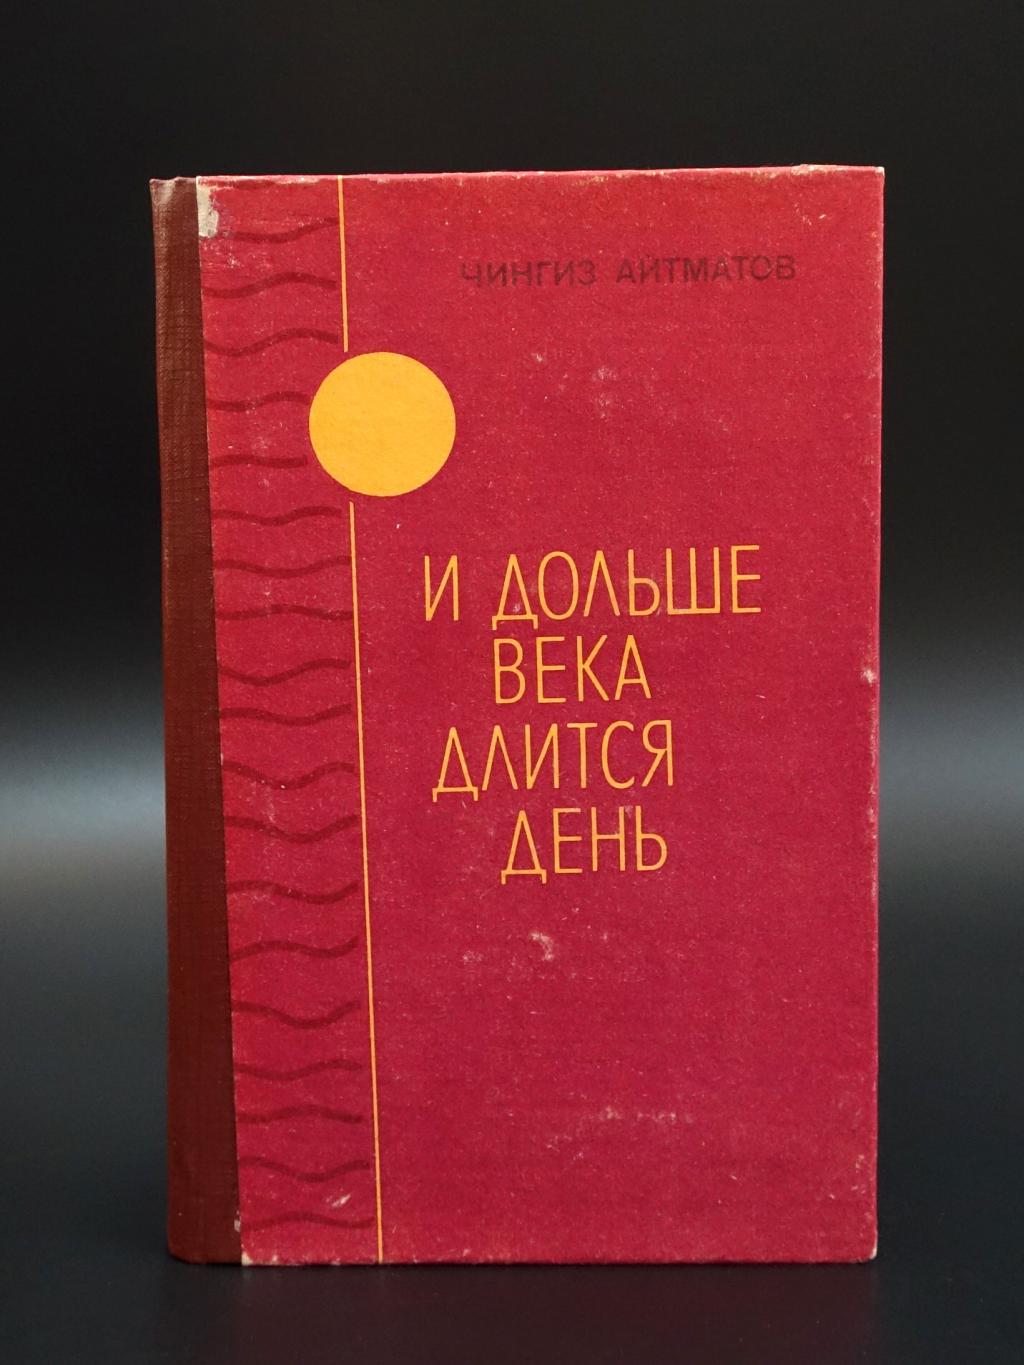 ЧИНГИЗ АЙТМАТОВ
И ДОЛЬШЕ
ВЕКА
ДЛИТСЯ
ДЕНЬ